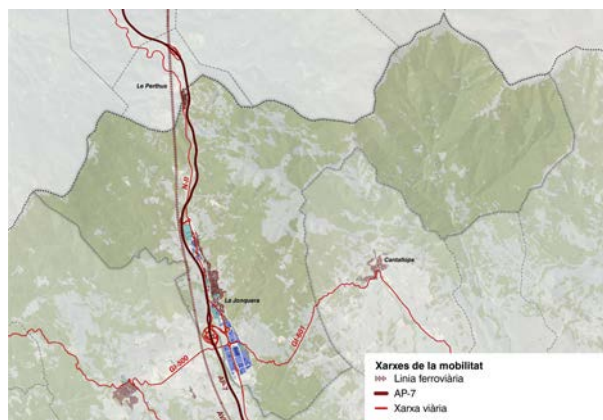 Le Perthus
N-II
Cantallops
La Jonquera
GI-601
GI-500
AP-7
Xarxes de la mobilitat
Línia ferroviària
AP-7
Xarxa viària